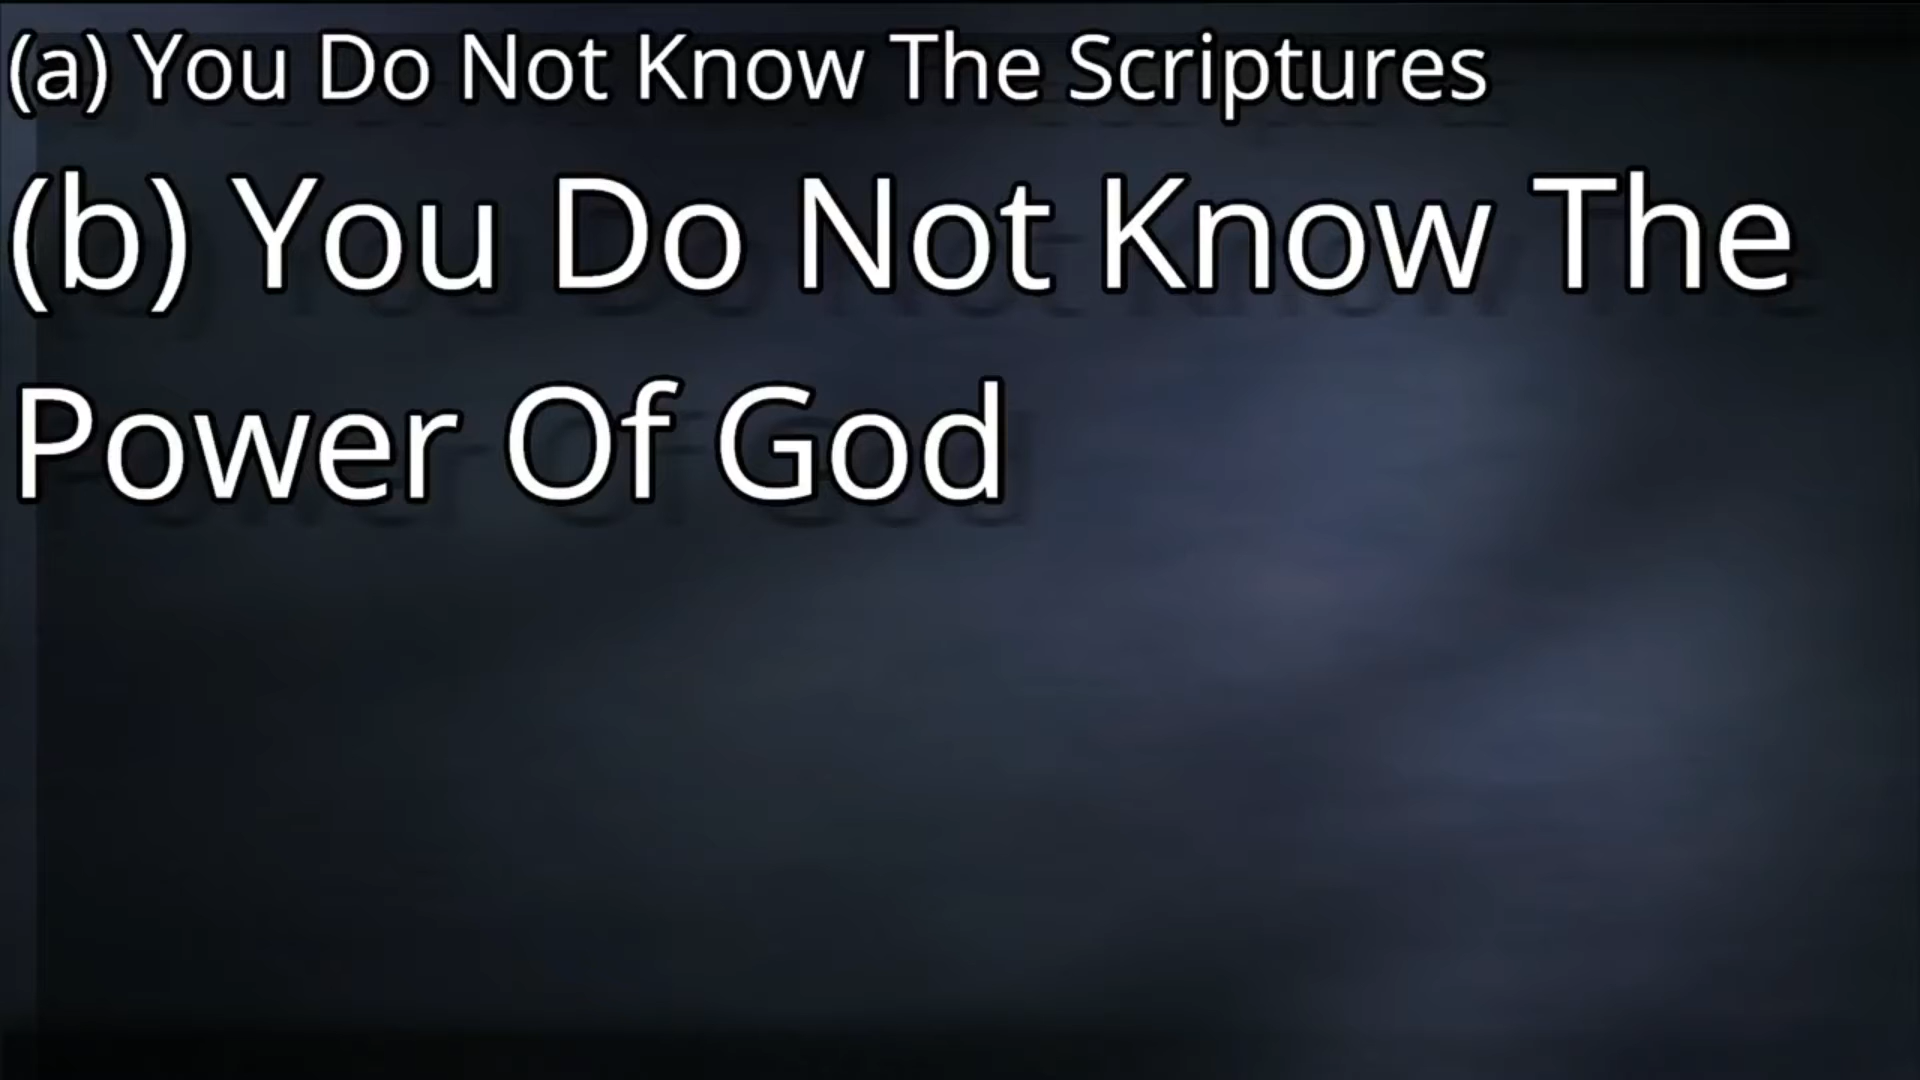 (a) You Do Not Know The Scriptures
(b) You Do Not Know The
Power Of God